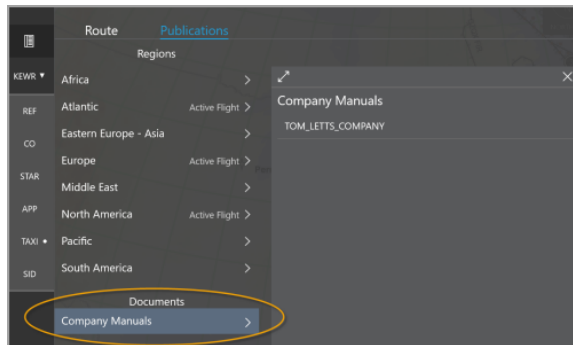 Route Publications
Regions
KEWR ▼
REF
CO
STAR
APP
TAXI •
SID
Africa
Atlantic Active Flight
Eastern Europe - Asia
Europe Active Flight
Middle East
North America Active Flight
Pacific
South America
Documents
Company Manuals
Company Manuals
TOM_LETTS_COMPANY